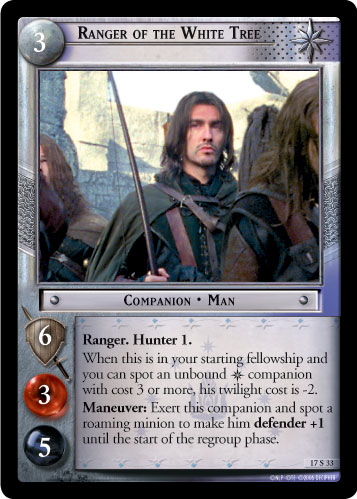 3
RANGER OF THE WHITE TREE
COMPANION • MAN
6
3
5
Ranger. Hunter 1.
When this is in your starting fellowship and
you can spot an unbound companion
with cost 3 or more, his twilight cost is -2.
Maneuver: Exert this companion and spot a
roaming minion to make him defender +1
until the start of the regroup phase.
17 S 33